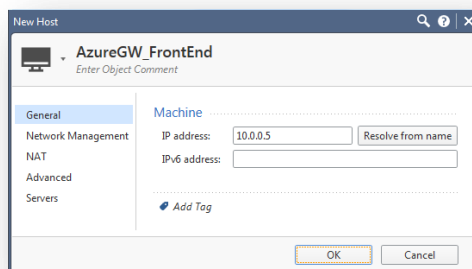 New Host
AzureGW_FrontEnd
Enter Object Comment
General
Network Management
NAT
Advanced
Servers
Machine
IP address: 10.0.0.5 Resolve from name
IPv6 address:
Add Tag
OK Cancel